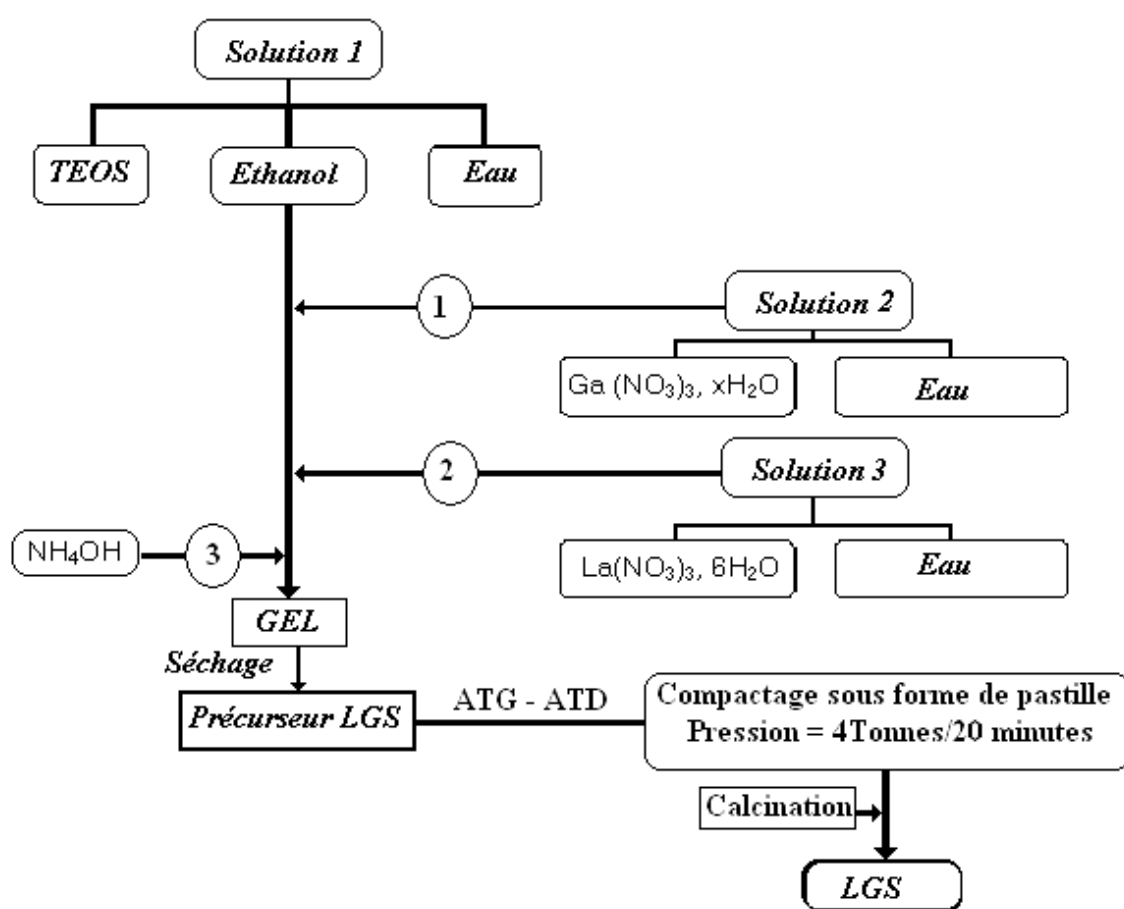 Solution 1
TEOS
Ethanol
Eau
1
Solution 2
Ga (NO₃)₃, xH₂O
Eau
2
Solution 3
La(NO₃)₃, 6H₂O
Eau
NH₄OH
3
GEL
Séchage
Précurseur LGS
ATG - ATD
Compactage sous forme de pastille
Pression = 4Tonnes/20 minutes
Calcination
LGS